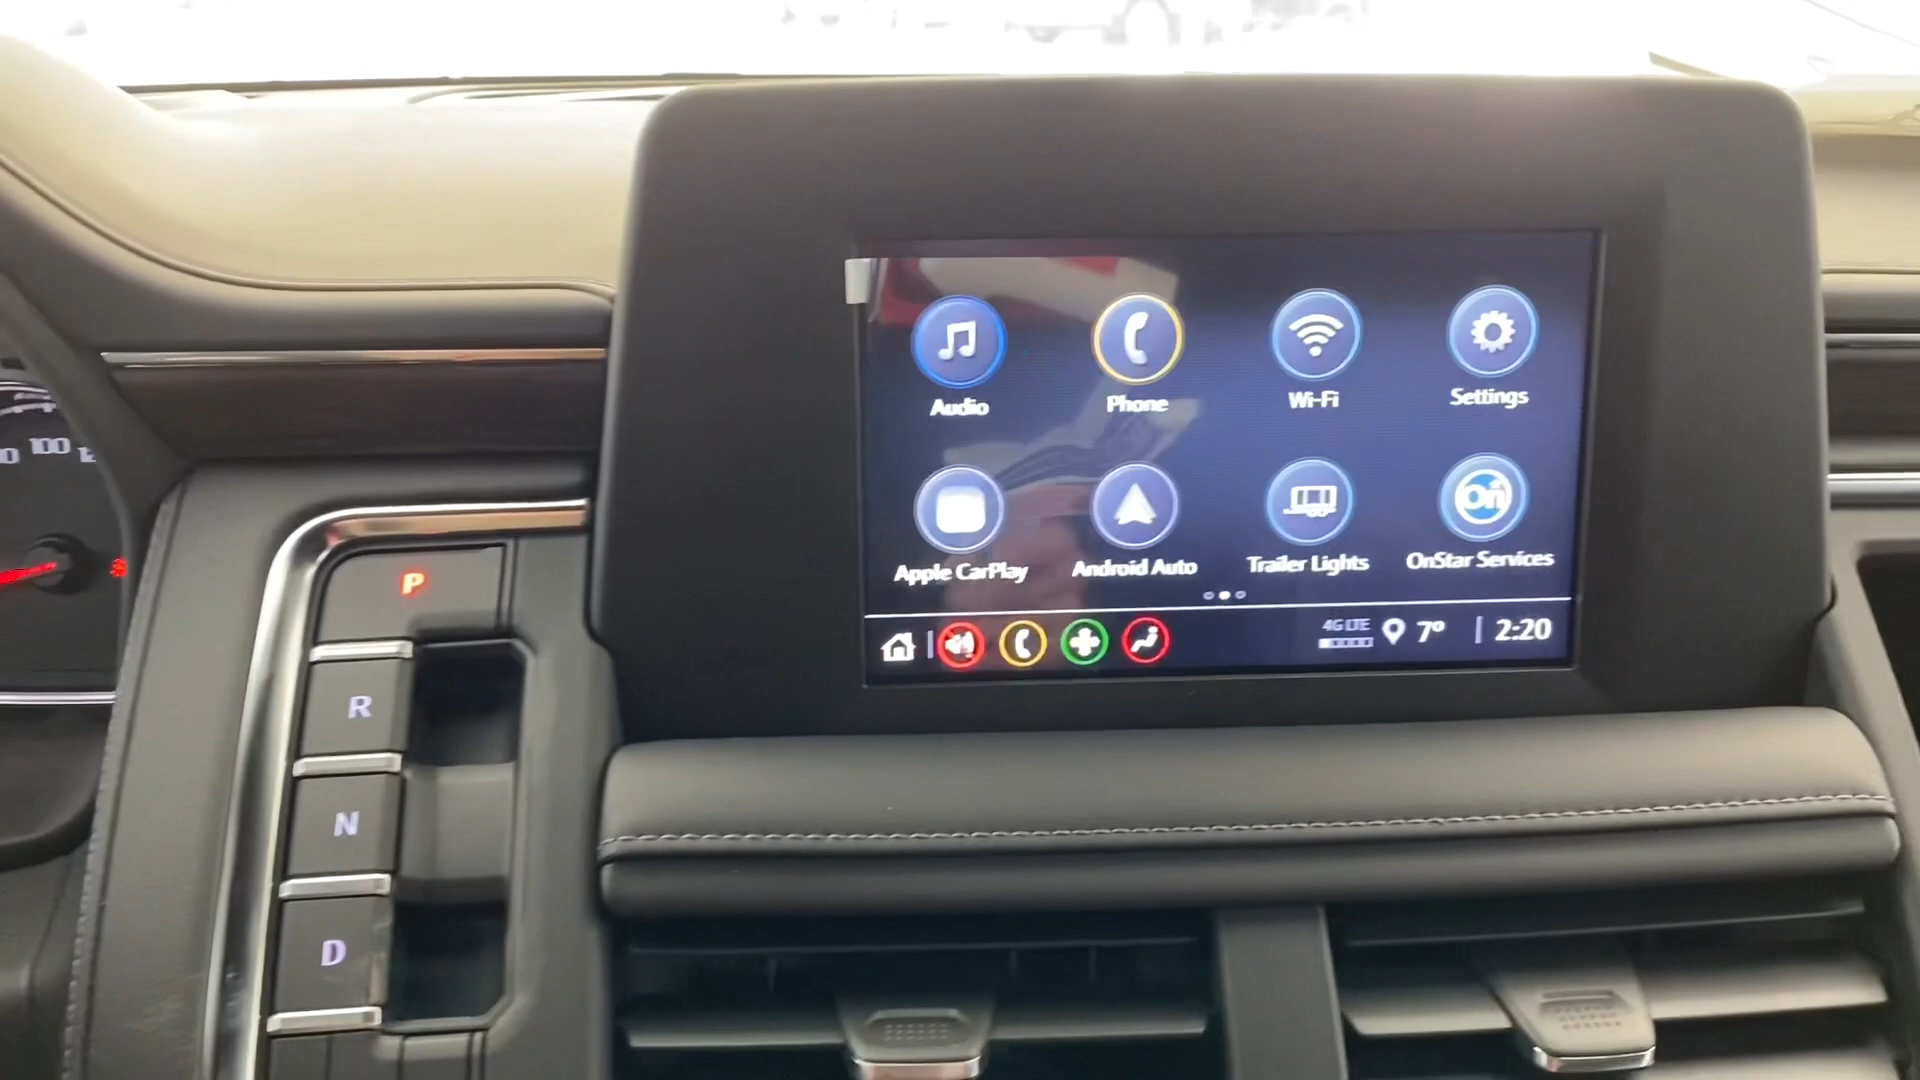 Audio Phone Wi-Fi Settings
On
Apple CarPlay Android Auto Trailer Lights OnStar Services
4G LTE
7° 2:20
100
P
R
N
D